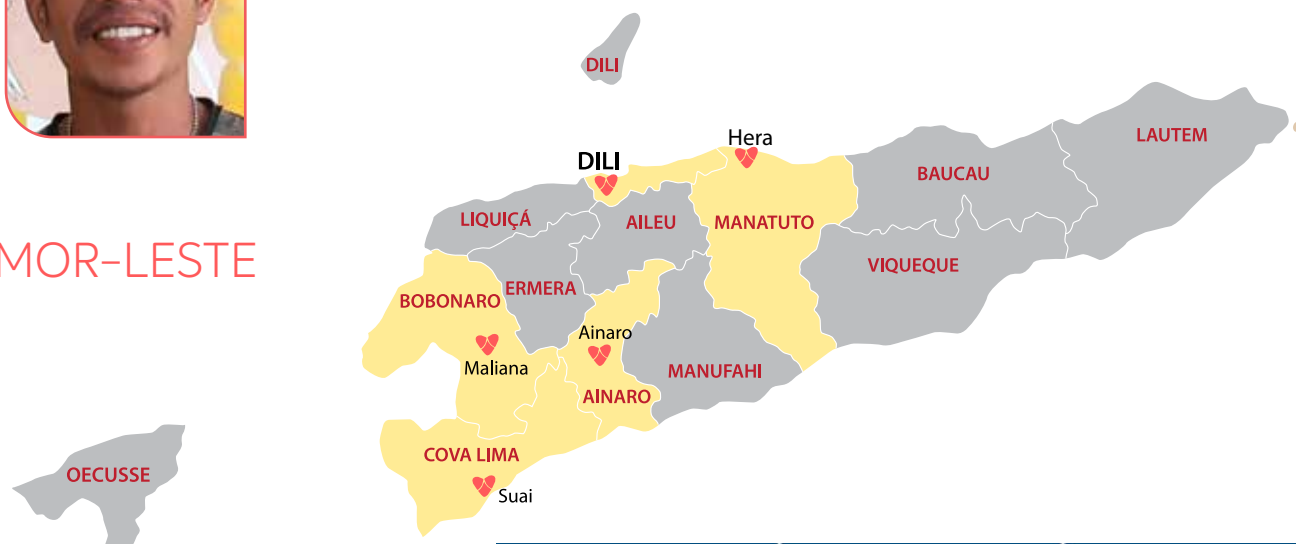 DILI
Hera
LAUTEM
DILI
BAUCAU
LIQUIÇÁ
AILEU
MANATUTO
MOR–LESTE
VIQUEQUE
BOBONARO
ERMERA
Ainaro
Maliana
MANUFAHI
AINARO
COVA LIMA
OECUSSE
Suai